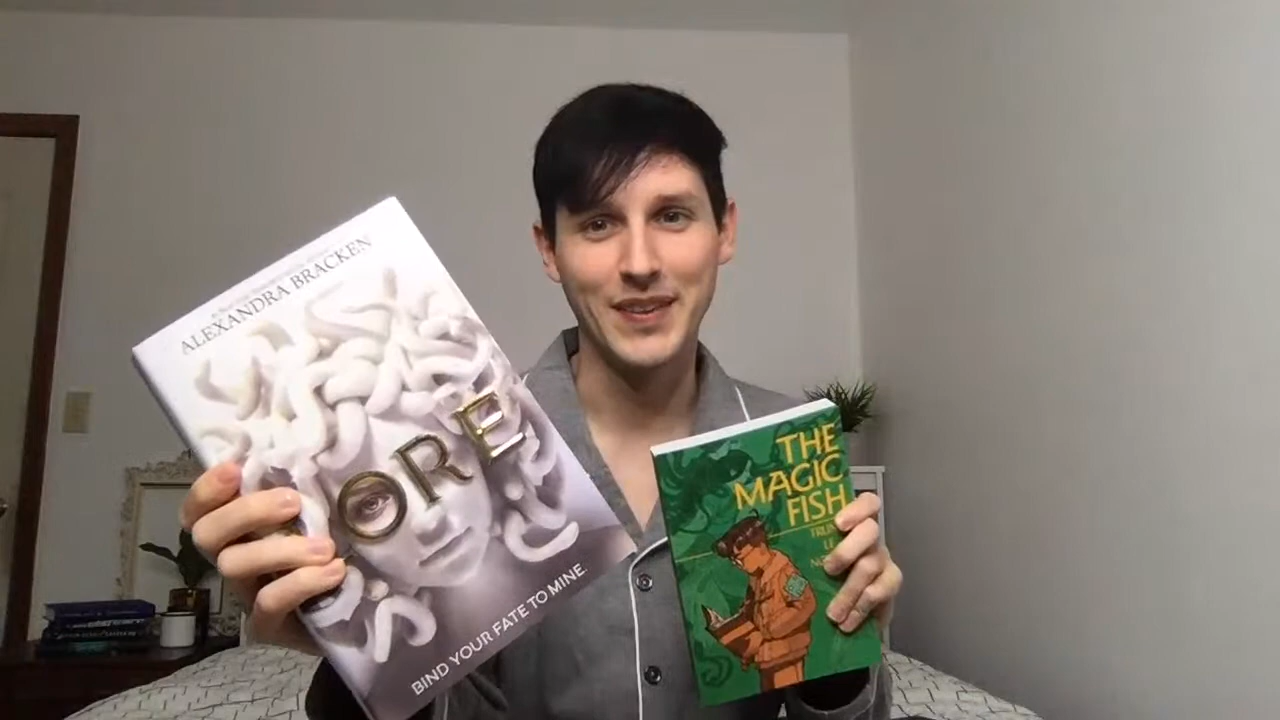 ALEXANDRA BRACKEN
ORE
BIND YOUR FATE TO MINE.
THE
MAGIC
FISH